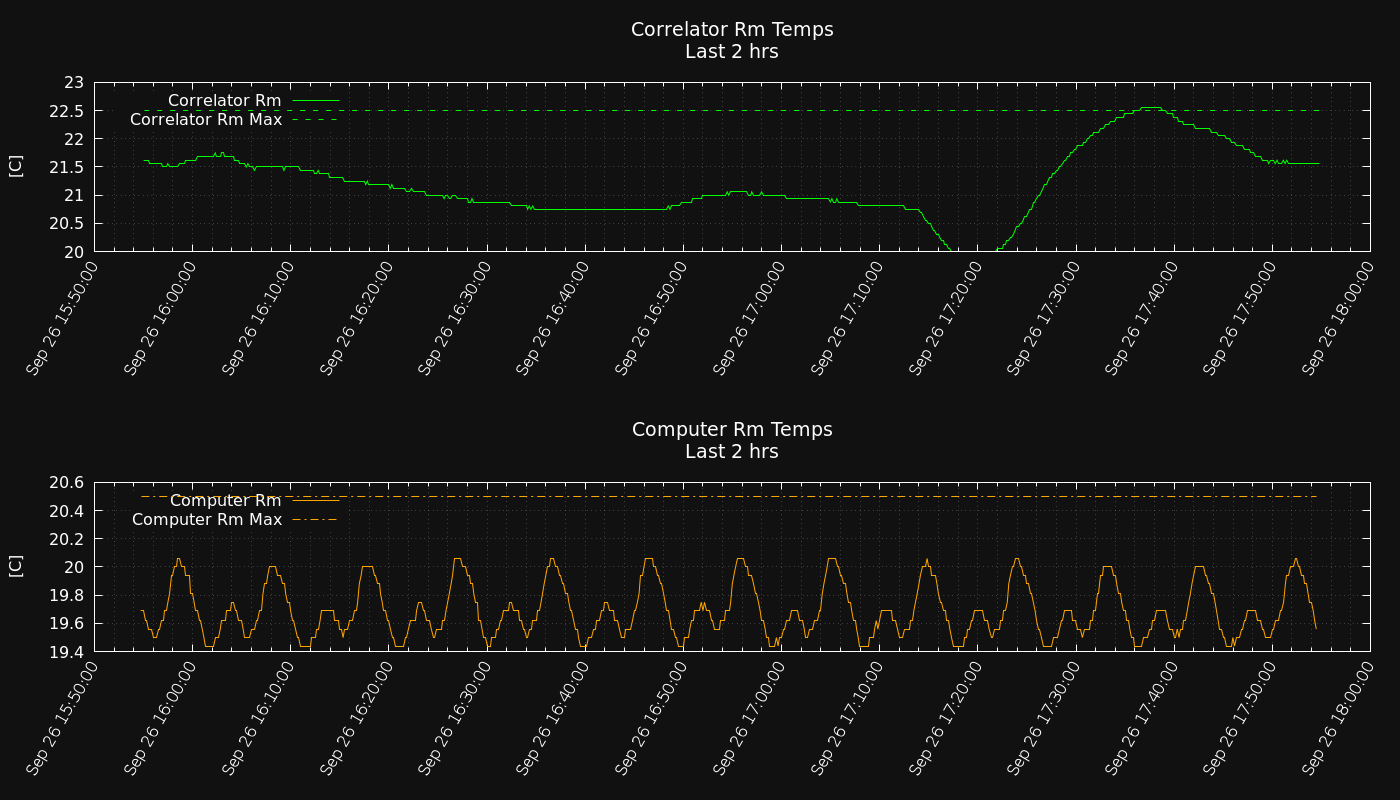 Correlator Rm Temps
Last 2 hrs
23
22.5
22
21.5
21
20.5
20
[C]
Correlator Rm
Correlator Rm Max
Sep 26 15:50:00
Sep 26 16:00:00
Sep 26 16:10:00
Sep 26 16:20:00
Sep 26 16:30:00
Sep 26 16:40:00
Sep 26 16:50:00
Sep 26 17:00:00
Sep 26 17:10:00
Sep 26 17:20:00
Sep 26 17:30:00
Sep 26 17:40:00
Sep 26 17:50:00
Sep 26 18:00:00
Computer Rm Temps
Last 2 hrs
20.6
20.4
20.2
20
19.8
19.6
19.4
[C]
Computer Rm
Computer Rm Max
Sep 26 15:50:00
Sep 26 16:00:00
Sep 26 16:10:00
Sep 26 16:20:00
Sep 26 16:30:00
Sep 26 16:40:00
Sep 26 16:50:00
Sep 26 17:00:00
Sep 26 17:10:00
Sep 26 17:20:00
Sep 26 17:30:00
Sep 26 17:40:00
Sep 26 17:50:00
Sep 26 18:00:00